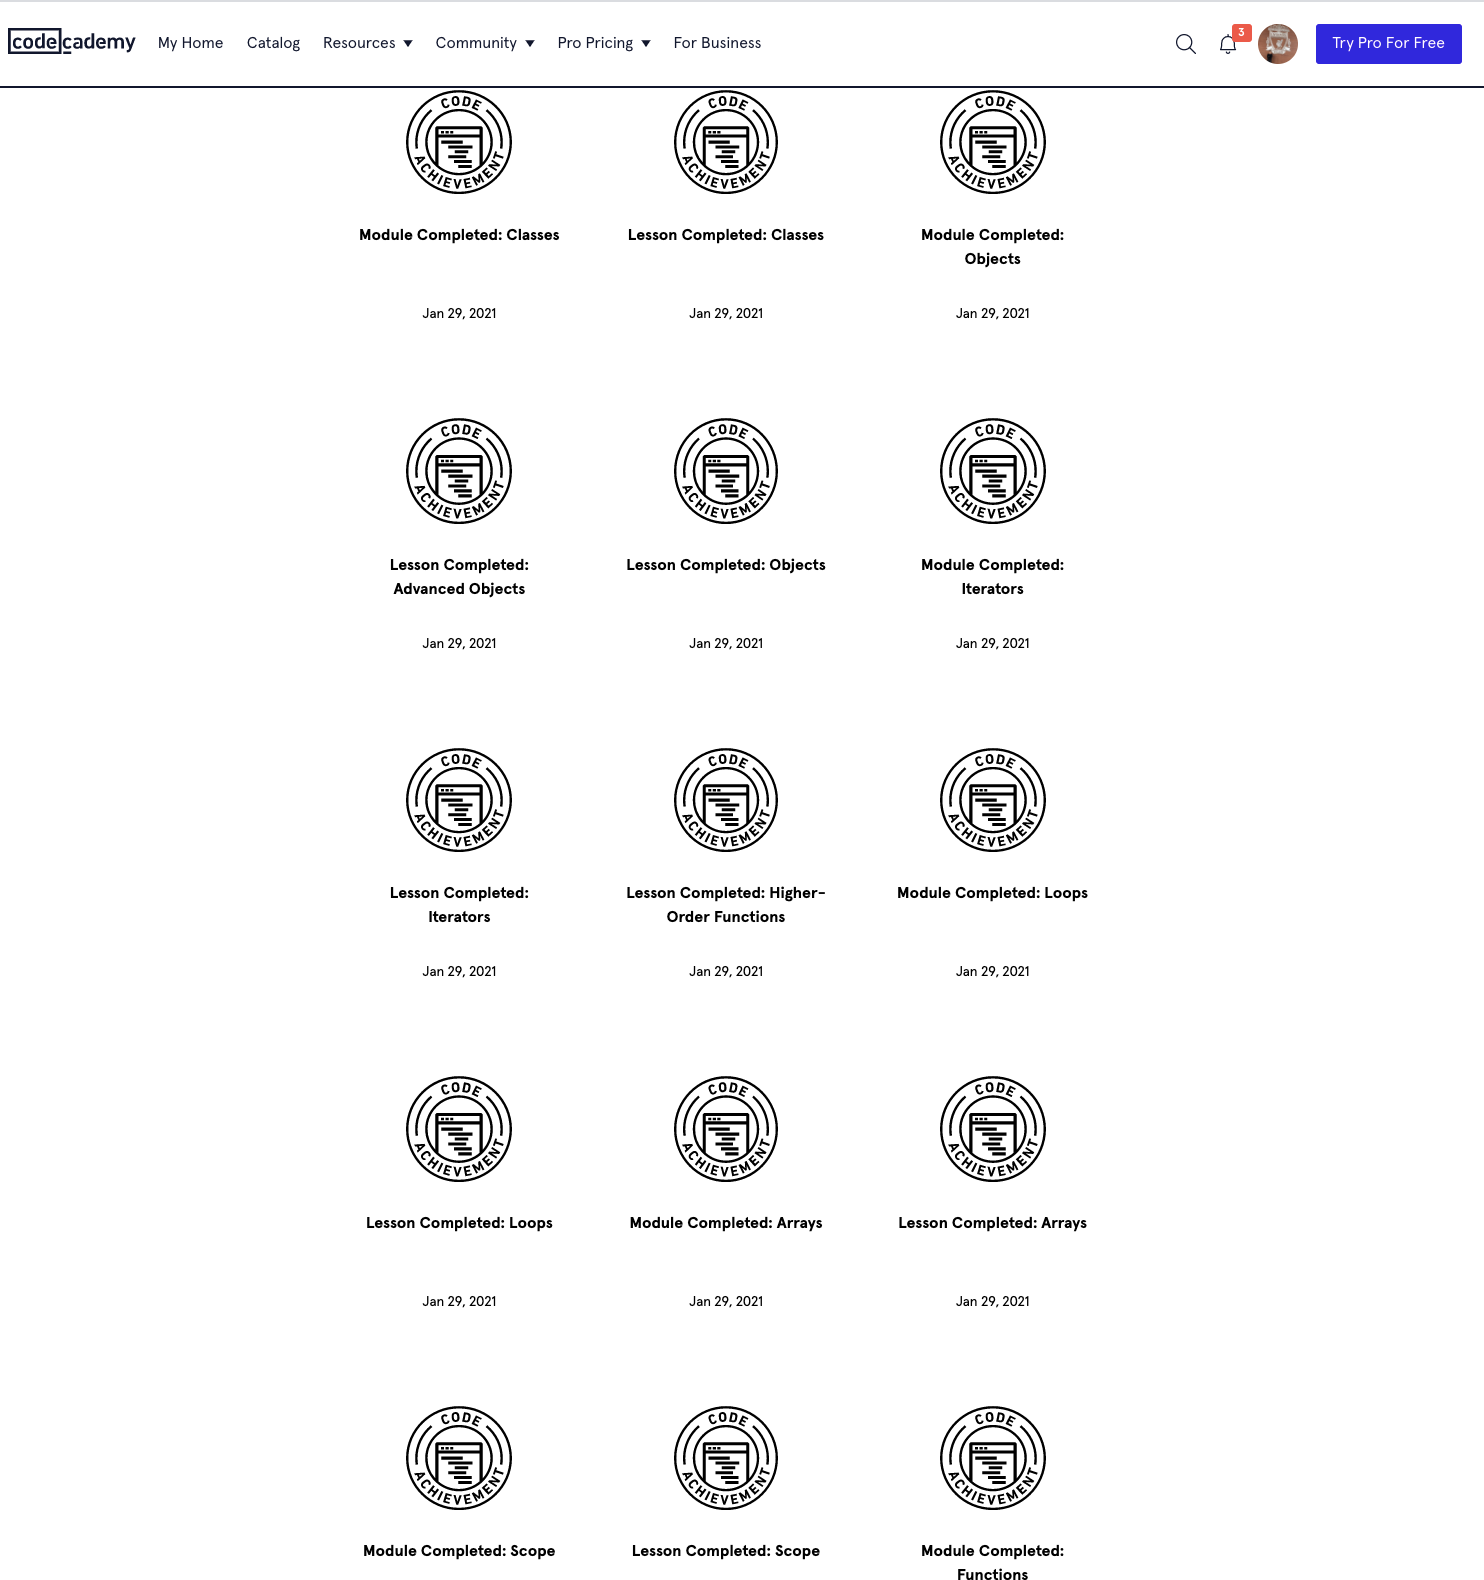 codecademy My Home Catalog Resources Community Pro Pricing For Business 3 Try Pro For Free
CODE ACHIEVEMENT CODE ACHIEVEMENT CODE ACHIEVEMENT
Module Completed: Classes Lesson Completed: Classes Module Completed:
Objects
Jan 29, 2021 Jan 29, 2021 Jan 29, 2021
CODE ACHIEVEMENT CODE ACHIEVEMENT CODE ACHIEVEMENT
Lesson Completed: Lesson Completed: Objects Module Completed:
Advanced Objects Iterators
Jan 29, 2021 Jan 29, 2021 Jan 29, 2021
CODE ACHIEVEMENT CODE ACHIEVEMENT CODE ACHIEVEMENT
Lesson Completed: Lesson Completed: Higher- Module Completed: Loops
Iterators Order Functions
Jan 29, 2021 Jan 29, 2021 Jan 29, 2021
CODE ACHIEVEMENT CODE ACHIEVEMENT CODE ACHIEVEMENT
Lesson Completed: Loops Module Completed: Arrays Lesson Completed: Arrays
Jan 29, 2021 Jan 29, 2021 Jan 29, 2021
CODE ACHIEVEMENT CODE ACHIEVEMENT CODE ACHIEVEMENT
Module Completed: Scope Lesson Completed: Scope Module Completed:
Functions